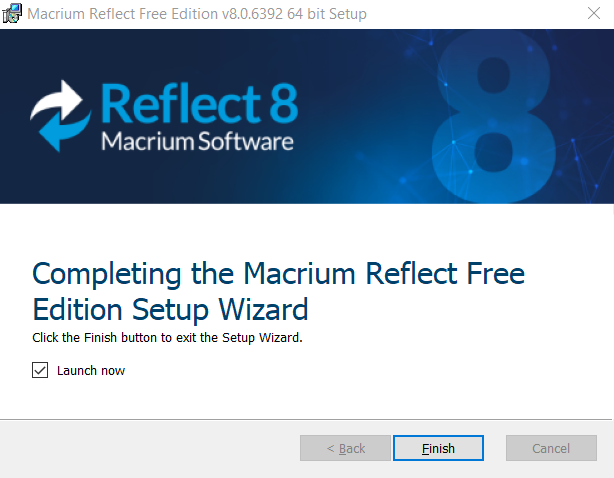 Macrium Reflect Free Edition v8.0.6392 64 bit Setup
Reflect 8
Macrium Software
8
Completing the Macrium Reflect Free
Edition Setup Wizard
Click the Finish button to exit the Setup Wizard.
Launch now
< Back
Finish
Cancel